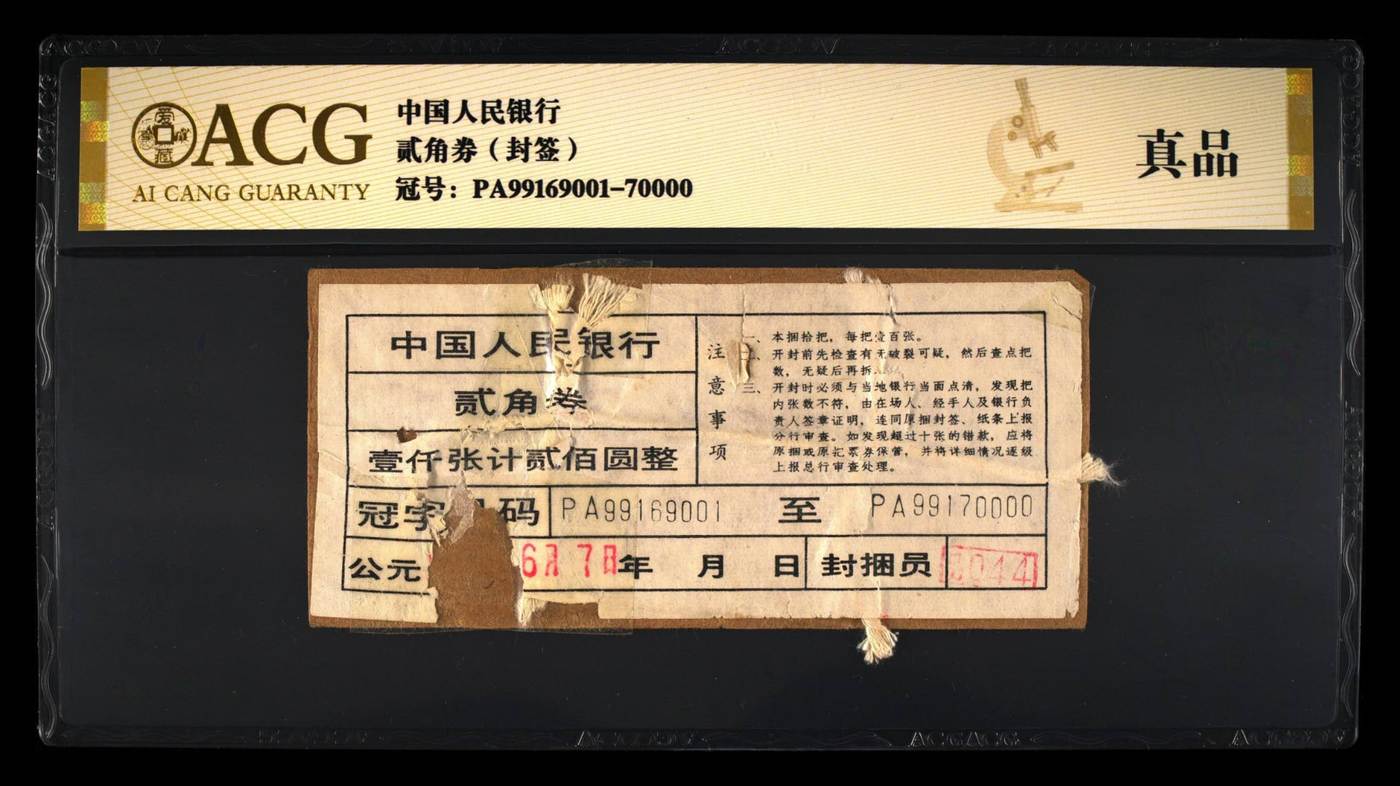 爱藏
ACG
AI CANG GUARANTY
中国人民银行
贰角券（封签）
冠号：PA99169001-70000
真品
中国人民银行
贰角券
壹仟张计贰佰圆整
冠字 码
PA99169001 至 PA99170000
公元 6月 7日年 月 日
封捆员
3044
注意事项
一、本捆拾把，每把壹百张。
二、开封前先检查有无破裂可疑，然后查点把
数，无疑后再拆
三、开封时必须与当地银行当面点清，发现把
内张数不符，由在场人、经手人及银行负
责人签章证明，连同原捆封签、纸条上报
分行审查。如发现超过十张的错款，应将
原捆或原把票券保管，并将详细情况逐级
上报总行审查处理。